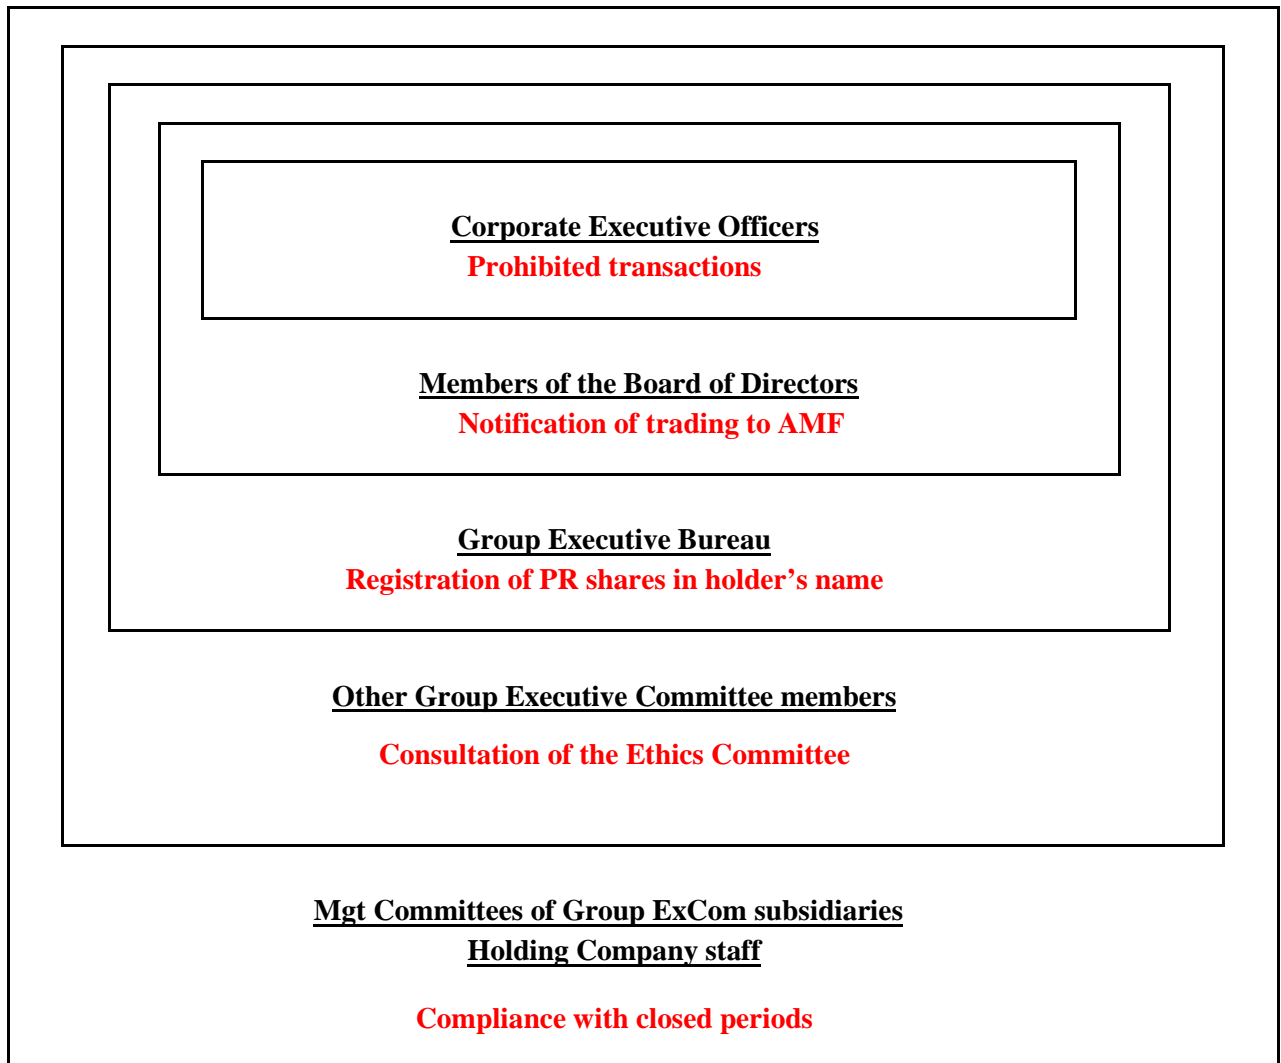 Corporate Executive Officers
Prohibited transactions
Members of the Board of Directors
Notification of trading to AMF
Group Executive Bureau
Registration of PR shares in holder’s name
Other Group Executive Committee members
Consultation of the Ethics Committee
Mgt Committees of Group ExCom subsidiaries
Holding Company staff
Compliance with closed periods